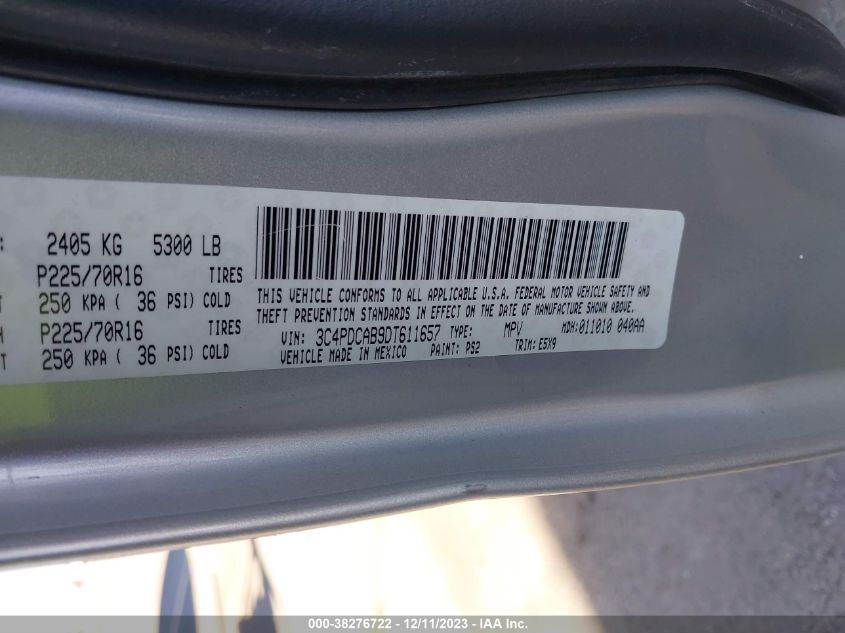 : 2405 KG 5300 LB
P225/70R16 TIRES
T 250 KPA ( 36 PSI) COLD
H P225/70R16 TIRES
T 250 KPA ( 36 PSI) COLD
THIS VEHICLE CONFORMS TO ALL APPLICABLE U.S.A. FEDERAL MOTOR VEHICLE SAFETY AND
THEFT PREVENTION STANDARDS IN EFFECT ON THE DATE OF MANUFACTURE SHOWN ABOVE.
VIN: 3C4PDCAB9DT611657 TYPE: MPV MDH:011010 040AA
VEHICLE MADE IN MEXICO PAINT: PS2 TRIM: E5X9
000-38276722 - 12/11/2023 - IAA Inc.